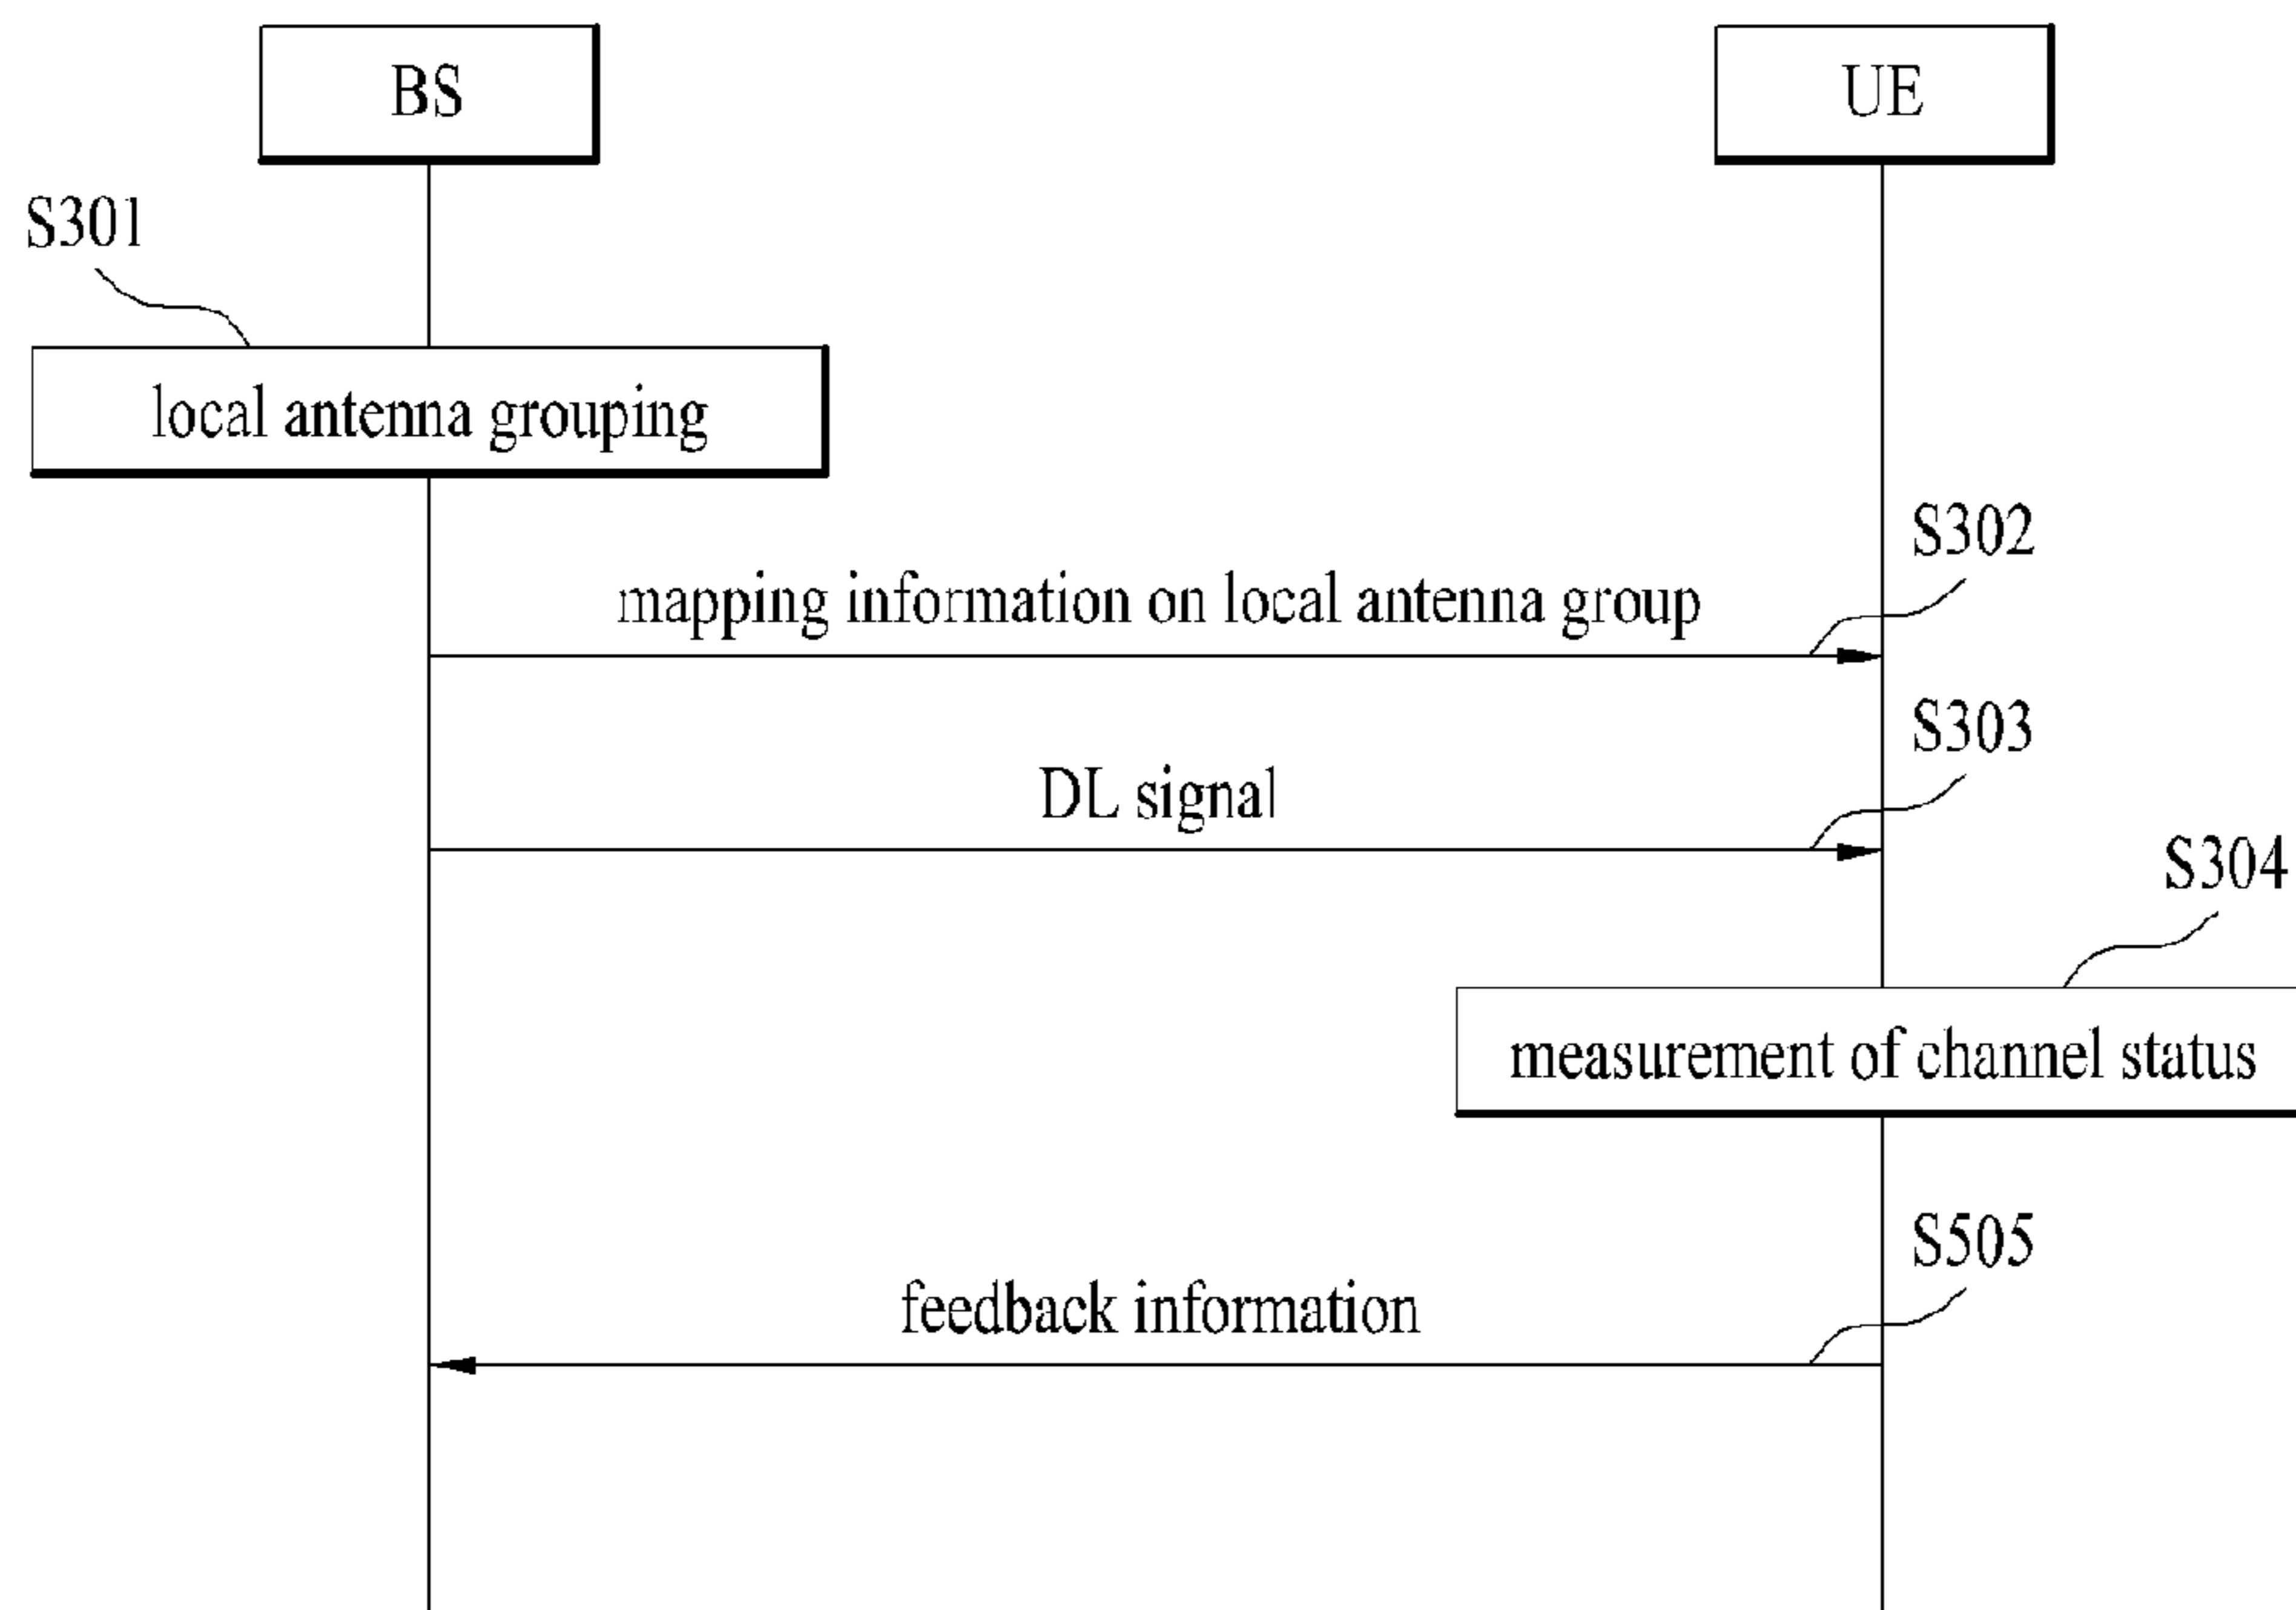 BS
UE
S301
local antenna grouping
S302
mapping information on local antenna group
S303
DL signal
S304
measurement of channel status
S505
feedback information